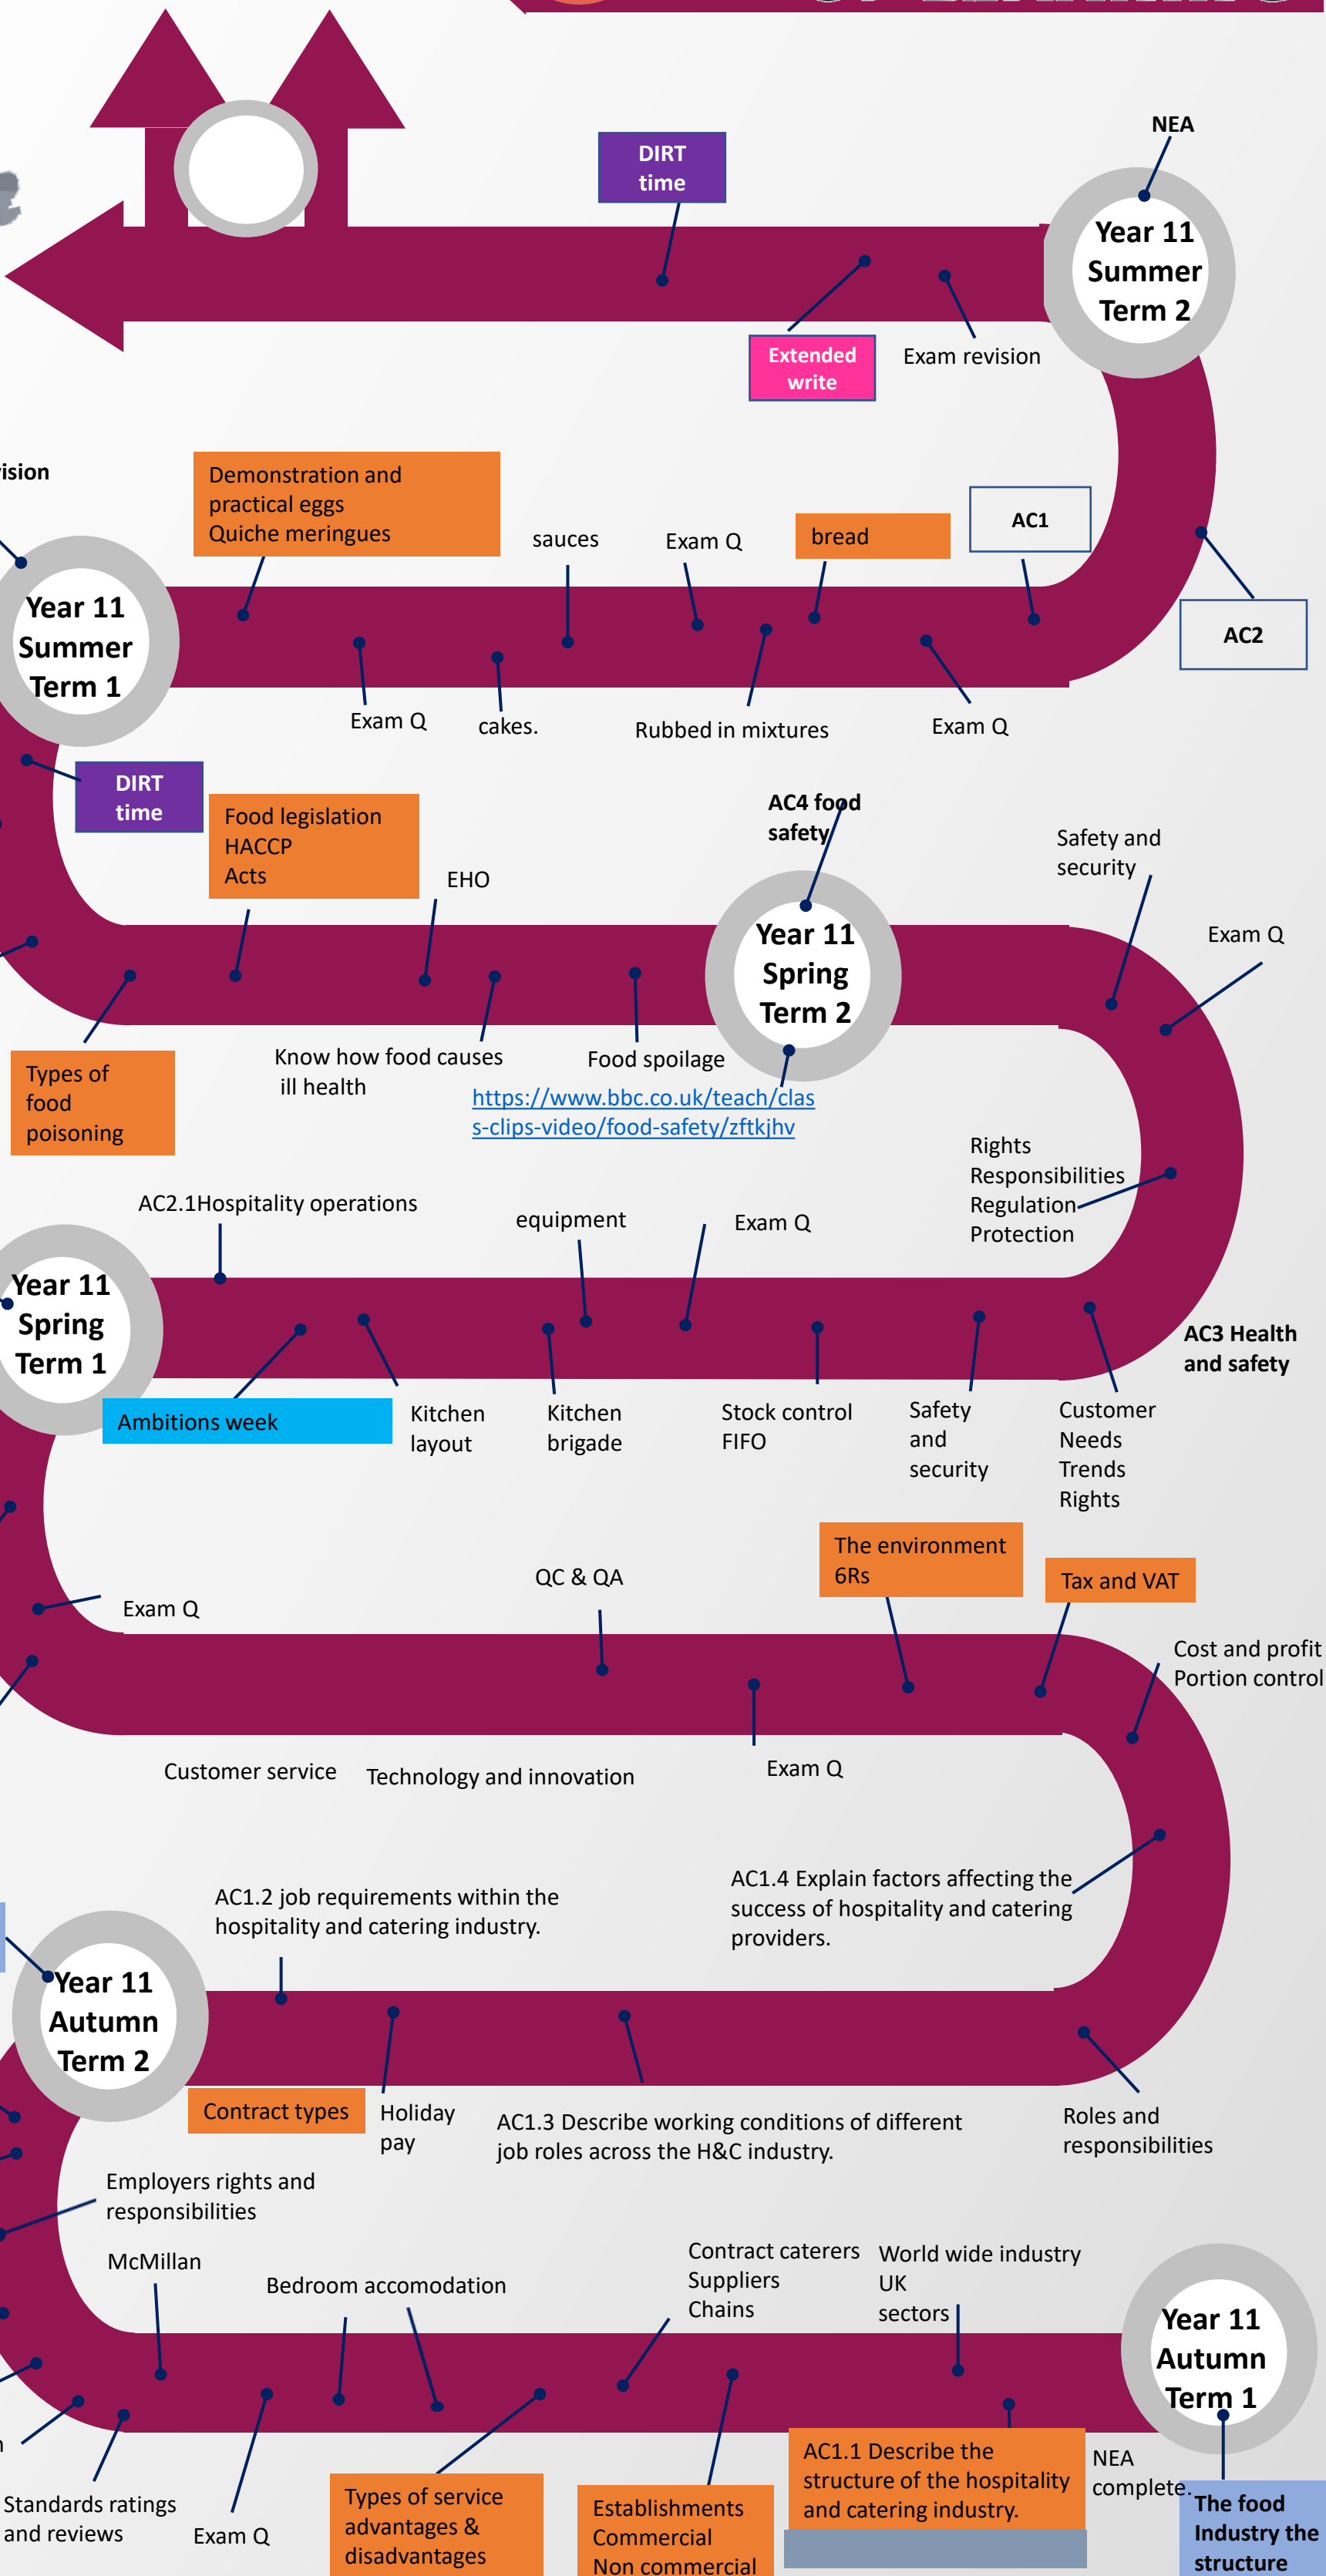 NEA
DIRT
time
Year 11
Summer
Term 2
Extended
write
Exam revision
Demonstration and
practical eggs
Quiche meringues
sauces
Exam Q
bread
AC1
AC2
Year 11
Summer
Term 1
Exam Q
cakes.
Rubbed in mixtures
Exam Q
DIRT
time
Food legislation
HACCP
Acts
EHO
AC4 food
safety
Safety and
security
Exam Q
Year 11
Spring
Term 2
Types of
food
poisoning
Know how food causes
ill health
Food spoilage
https://www.bbc.co.uk/teach/clas
s-clips-video/food-safety/zftkjhv
Rights
Responsibilities
Regulation
Protection
AC2.1Hospitality operations
equipment
Exam Q
Year 11
Spring
Term 1
AC3 Health
and safety
Ambitions week
Kitchen
layout
Kitchen
brigade
Stock control
FIFO
Safety
and
security
Customer
Needs
Trends
Rights
Exam Q
QC & QA
The environment
6Rs
Tax and VAT
Cost and profit
Portion control
Customer service
Technology and innovation
Exam Q
AC1.2 job requirements within the
hospitality and catering industry.
AC1.4 Explain factors affecting the
success of hospitality and catering
providers.
Year 11
Autumn
Term 2
Contract types
Holiday
pay
AC1.3 Describe working conditions of different
job roles across the H&C industry.
Roles and
responsibilities
Employers rights and
responsibilities
McMillan
Bedroom accomodation
Contract caterers
Suppliers
Chains
World wide industry
UK
sectors
Year 11
Autumn
Term 1
Standards ratings
and reviews
Exam Q
Types of service
advantages &
disadvantages
Establishments
Commercial
Non commercial
AC1.1 Describe the
structure of the hospitality
and catering industry.
NEA
complete.
The food
Industry the
structure